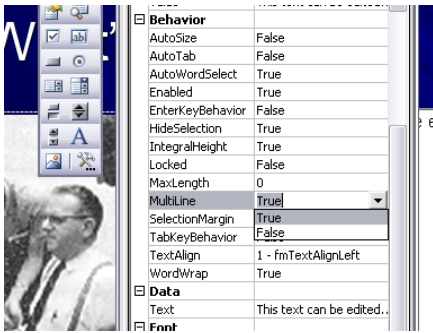 Behavior
AutoSize False
AutoTab False
AutoWordSelect True
Enabled True
EnterKeyBehavior False
HideSelection True
IntegralHeight True
Locked False
MaxLength 0
MultiLine True
True
SelectionMargin
False
TabKeyBehavior
TextAlign 1 - fmTextAlignLeft
WordWrap True
Data
Text This text can be edited..
Font
W
ab
A